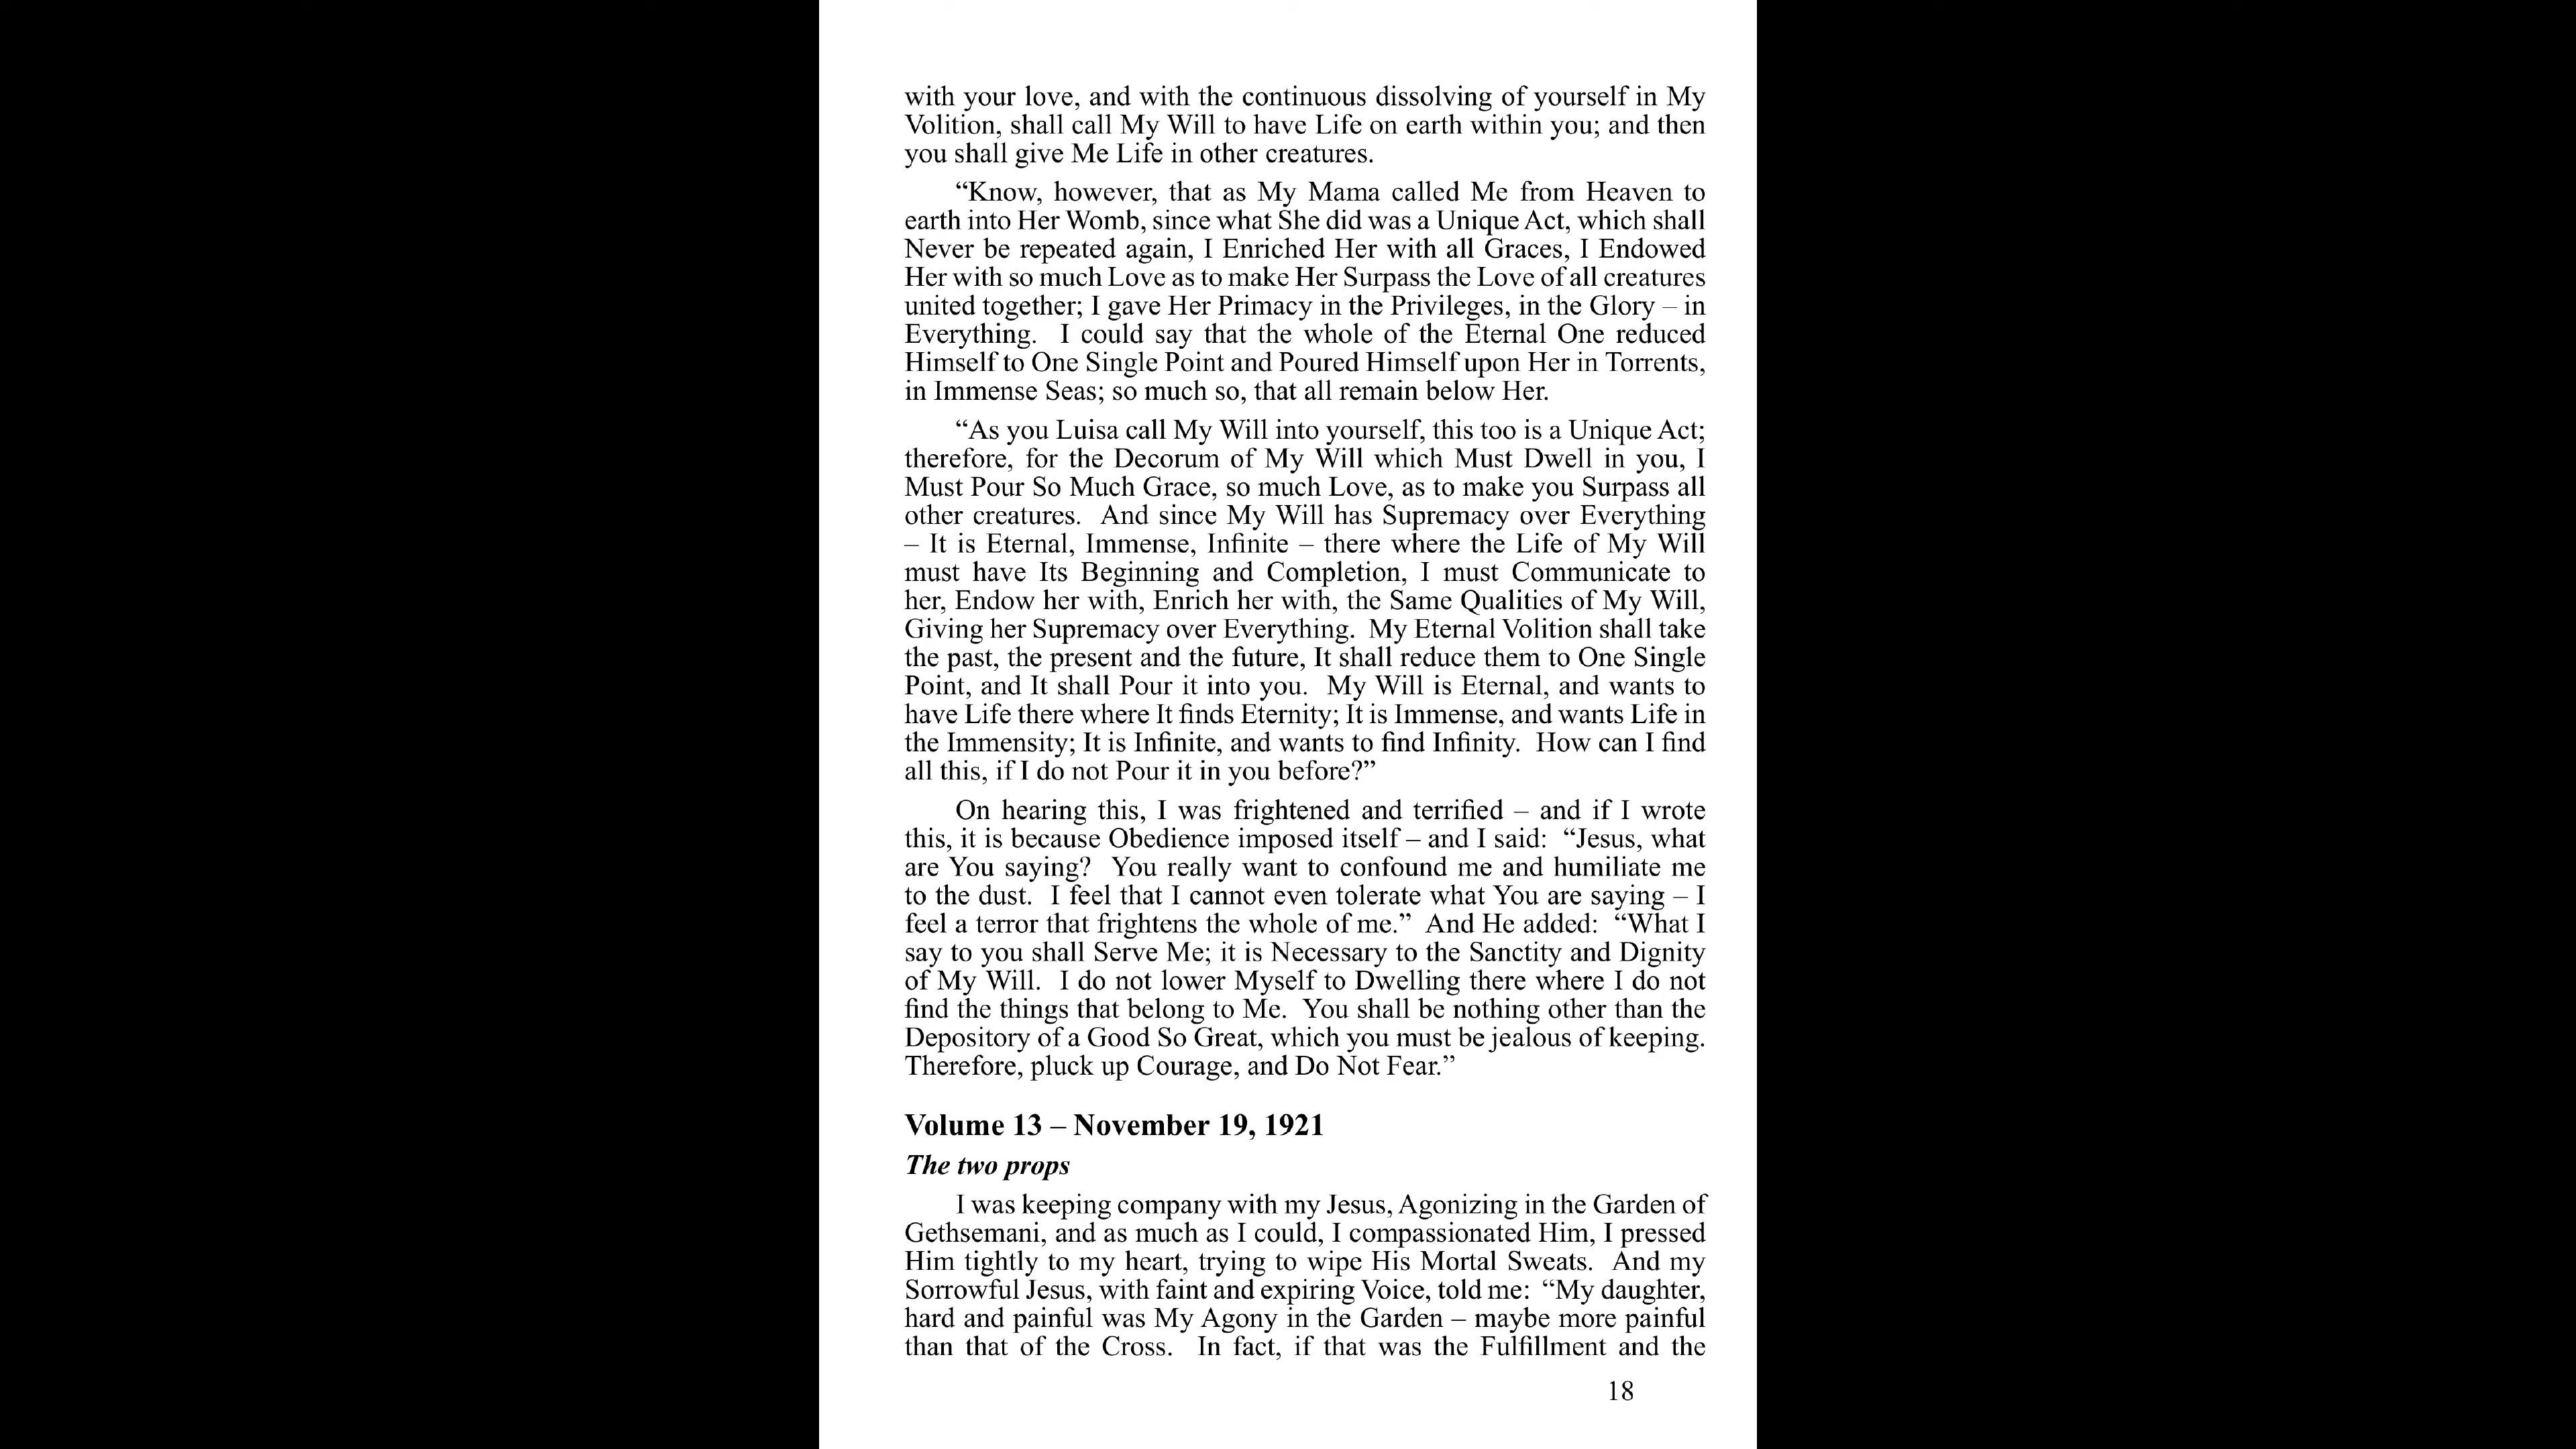 with your love, and with the continuous dissolving of yourself in My
Volition, shall call My Will to have Life on earth within you; and then
you shall give Me Life in other creatures.
“Know, however, that as My Mama called Me from Heaven to
earth into Her Womb, since what She did was a Unique Act, which shall
Never be repeated again, I Enriched Her with all Graces, I Endowed
Her with so much Love as to make Her Surpass the Love of all creatures
united together; I gave Her Primacy in the Privileges, in the Glory – in
Everything. I could say that the whole of the Eternal One reduced
Himself to One Single Point and Poured Himself upon Her in Torrents,
in Immense Seas; so much so, that all remain below Her.
“As you Luisa call My Will into yourself, this too is a Unique Act;
therefore, for the Decorum of My Will which Must Dwell in you, I
Must Pour So Much Grace, so much Love, as to make you Surpass all
other creatures. And since My Will has Supremacy over Everything
– It is Eternal, Immense, Infinite – there where the Life of My Will
must have Its Beginning and Completion, I must Communicate to
her, Endow her with, Enrich her with, the Same Qualities of My Will,
Giving her Supremacy over Everything. My Eternal Volition shall take
the past, the present and the future, It shall reduce them to One Single
Point, and It shall Pour it into you. My Will is Eternal, and wants to
have Life there where It finds Eternity; It is Immense, and wants Life in
the Immensity; It is Infinite, and wants to find Infinity. How can I find
all this, if I do not Pour it in you before?”
On hearing this, I was frightened and terrified – and if I wrote
this, it is because Obedience imposed itself – and I said: “Jesus, what
are You saying? You really want to confound me and humiliate me
to the dust. I feel that I cannot even tolerate what You are saying – I
feel a terror that frightens the whole of me.” And He added: “What I
say to you shall Serve Me; it is Necessary to the Sanctity and Dignity
of My Will. I do not lower Myself to Dwelling there where I do not
find the things that belong to Me. You shall be nothing other than the
Depository of a Good So Great, which you must be jealous of keeping.
Therefore, pluck up Courage, and Do Not Fear.”
Volume 13 – November 19, 1921
The two props
I was keeping company with my Jesus, Agonizing in the Garden of
Gethsemani, and as much as I could, I compassionated Him, I pressed
Him tightly to my heart, trying to wipe His Mortal Sweats. And my
Sorrowful Jesus, with faint and expiring Voice, told me: “My daughter,
hard and painful was My Agony in the Garden – maybe more painful
than that of the Cross. In fact, if that was the Fulfillment and the
18